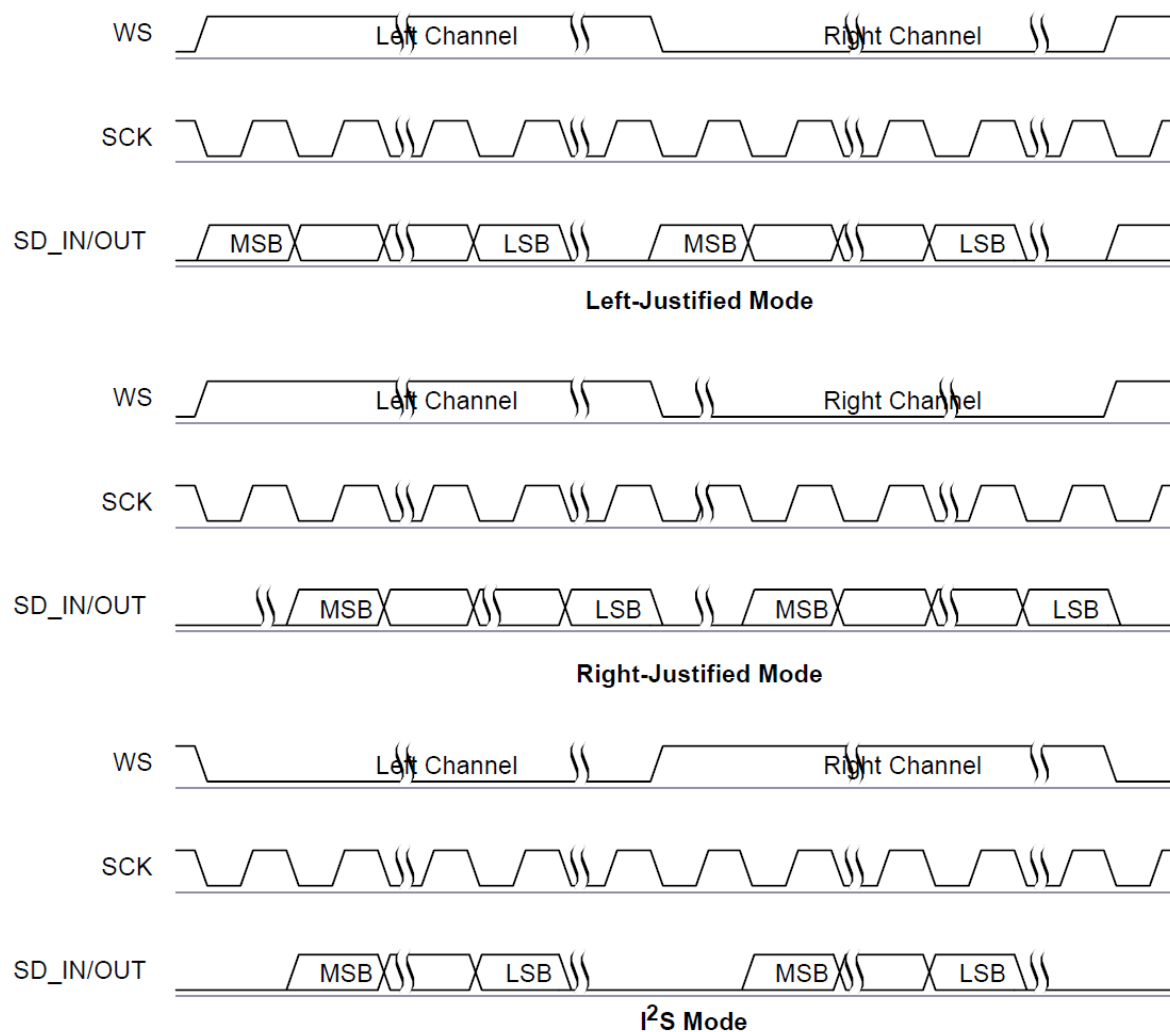 WS Left Channel Right Channel
SCK
SD_IN/OUT MSB LSB MSB LSB
Left-Justified Mode
WS Left Channel Right Channel
SCK
SD_IN/OUT MSB LSB MSB LSB
Right-Justified Mode
WS Left Channel Right Channel
SCK
SD_IN/OUT MSB LSB MSB LSB
I²S Mode